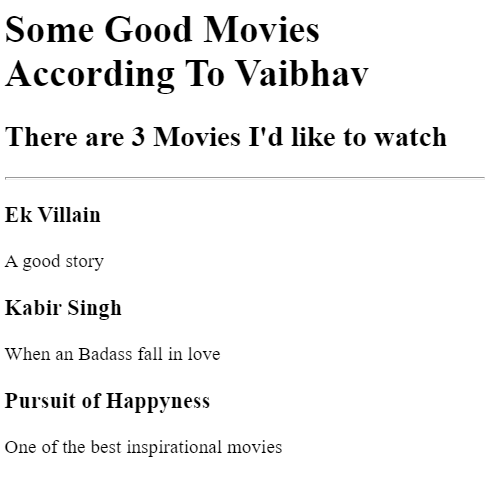 Some Good Movies
According To Vaibhav
There are 3 Movies I'd like to watch
Ek Villain
A good story
Kabir Singh
When an Badass fall in love
Pursuit of Happyness
One of the best inspirational movies